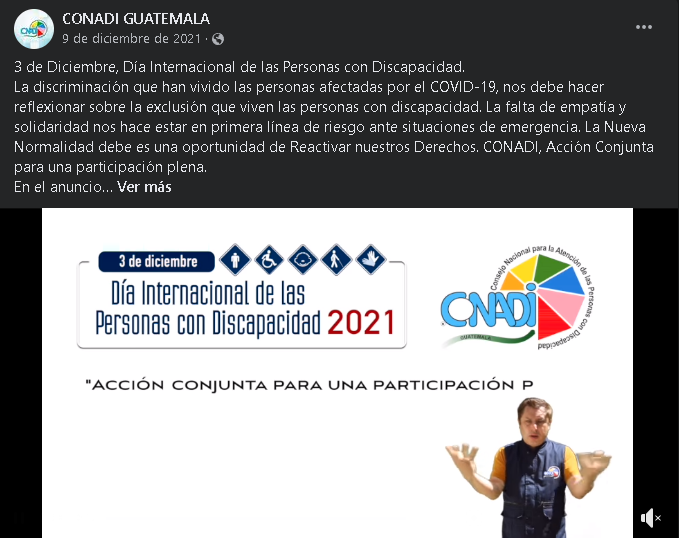 CONADI GUATEMALA
9 de diciembre de 2021 ·
3 de Diciembre, Día Internacional de las Personas con Discapacidad.
La discriminación que han vivido las personas afectadas por el COVID-19, nos debe hacer
reflexionar sobre la exclusión que viven las personas con discapacidad. La falta de empatía y
solidaridad nos hace estar en primera línea de riesgo ante situaciones de emergencia. La Nueva
Normalidad debe es una oportunidad de Reactivar nuestros Derechos. CONADI, Acción Conjunta
para una participación plena.
En el anuncio... Ver más
3 de diciembre
Día Internacional de las
Personas con Discapacidad 2021
Consejo Nacional para la Atención de las Personas con Discapacidad
CNADI
GUATEMALA
"ACCIÓN CONJUNTA PARA UNA PARTICIPACIÓN P